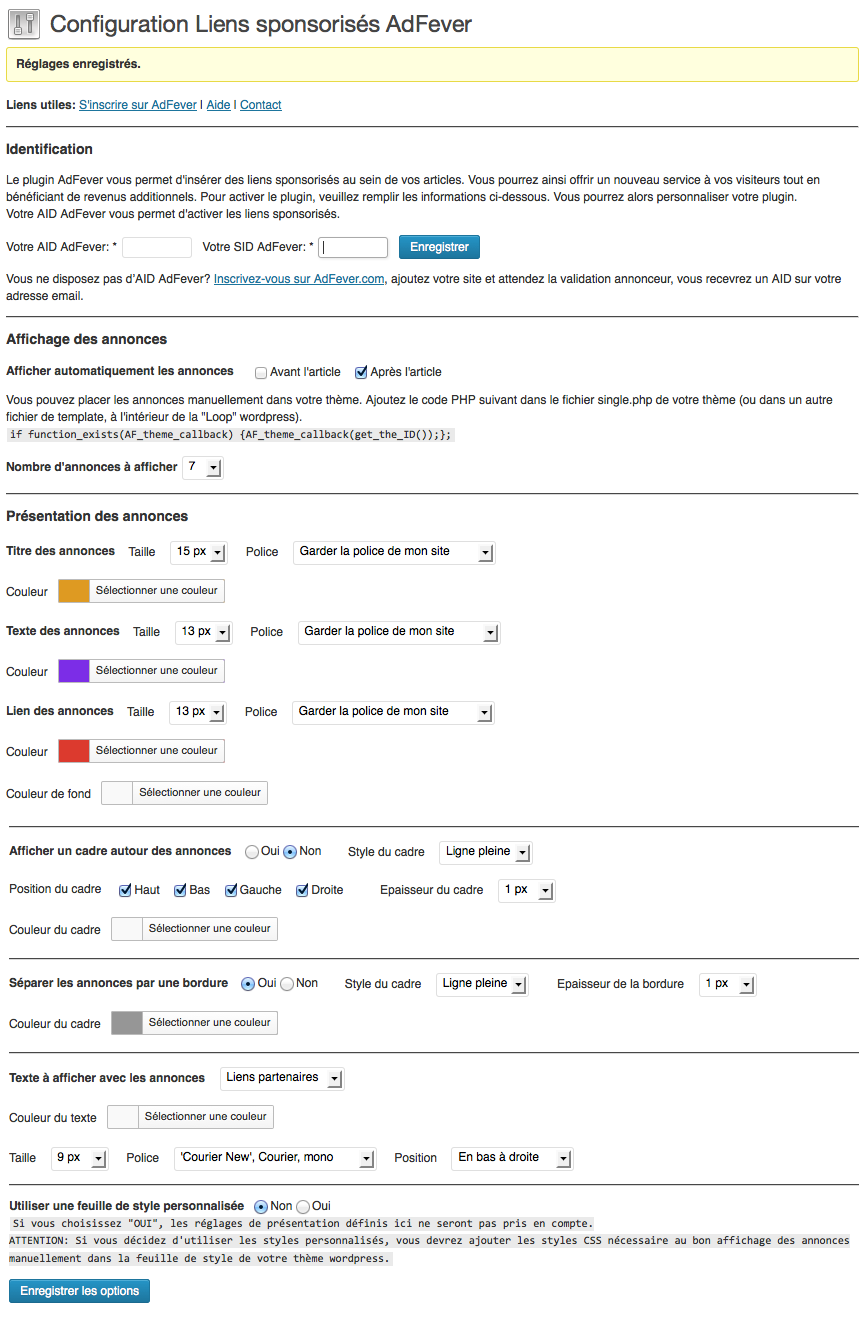 Configuration Liens sponsorisés AdFever
Réglages enregistrés.
Liens utiles: S'inscrire sur AdFever l Aide l Contact
Identification
Le plugin AdFever vous permet d'insérer des liens sponsorisés au sein de vos articles. Vous pourrez ainsi offrir un nouveau service à vos visiteurs tout en
bénéficiant de revenus additionnels. Pour activer le plugin, veuillez remplir les informations ci-dessous. Vous pourrez alors personnaliser votre plugin.
Votre AID AdFever vous permet d'activer les liens sponsorisés.
Votre AID AdFever: * Votre SID AdFever: * Enregistrer
Vous ne disposez pas d'AID AdFever? Inscrivez-vous sur AdFever.com, ajoutez votre site et attendez la validation annonceur, vous recevrez un AID sur votre
adresse email.
Affichage des annonces
Afficher automatiquement les annonces Avant l'article Après l'article
Vous pouvez placer les annonces manuellement dans votre thème. Ajoutez le code PHP suivant dans le fichier single.php de votre thème (ou dans un autre
fichier de template, à l'intérieur de la "Loop" wordpress).
if function_exists(AF_theme_callback) {AF_theme_callback(get_the_ID());};
Nombre d'annonces à afficher 7
Présentation des annonces
Titre des annonces Taille 15 px Police Garder la police de mon site
Couleur Sélectionner une couleur
Texte des annonces Taille 13 px Police Garder la police de mon site
Couleur Sélectionner une couleur
Lien des annonces Taille 13 px Police Garder la police de mon site
Couleur Sélectionner une couleur
Couleur de fond Sélectionner une couleur
Afficher un cadre autour des annonces Oui Non Style du cadre Ligne pleine
Position du cadre Haut Bas Gauche Droite Epaisseur du cadre 1 px
Couleur du cadre Sélectionner une couleur
Séparer les annonces par une bordure Oui Non Style du cadre Ligne pleine Epaisseur de la bordure 1 px
Couleur du cadre Sélectionner une couleur
Texte à afficher avec les annonces Liens partenaires
Couleur du texte Sélectionner une couleur
Taille 9 px Police 'Courier New', Courier, mono Position En bas à droite
Utiliser une feuille de style personnalisée Non Oui
Si vous choisissez "OUI", les réglages de présentation définis ici ne seront pas pris en compte.
ATTENTION: Si vous décidez d'utiliser les styles personnalisés, vous devrez ajouter les styles CSS nécessaire au bon affichage des annonces
manuellement dans la feuille de style de votre thème wordpress.
Enregistrer les options